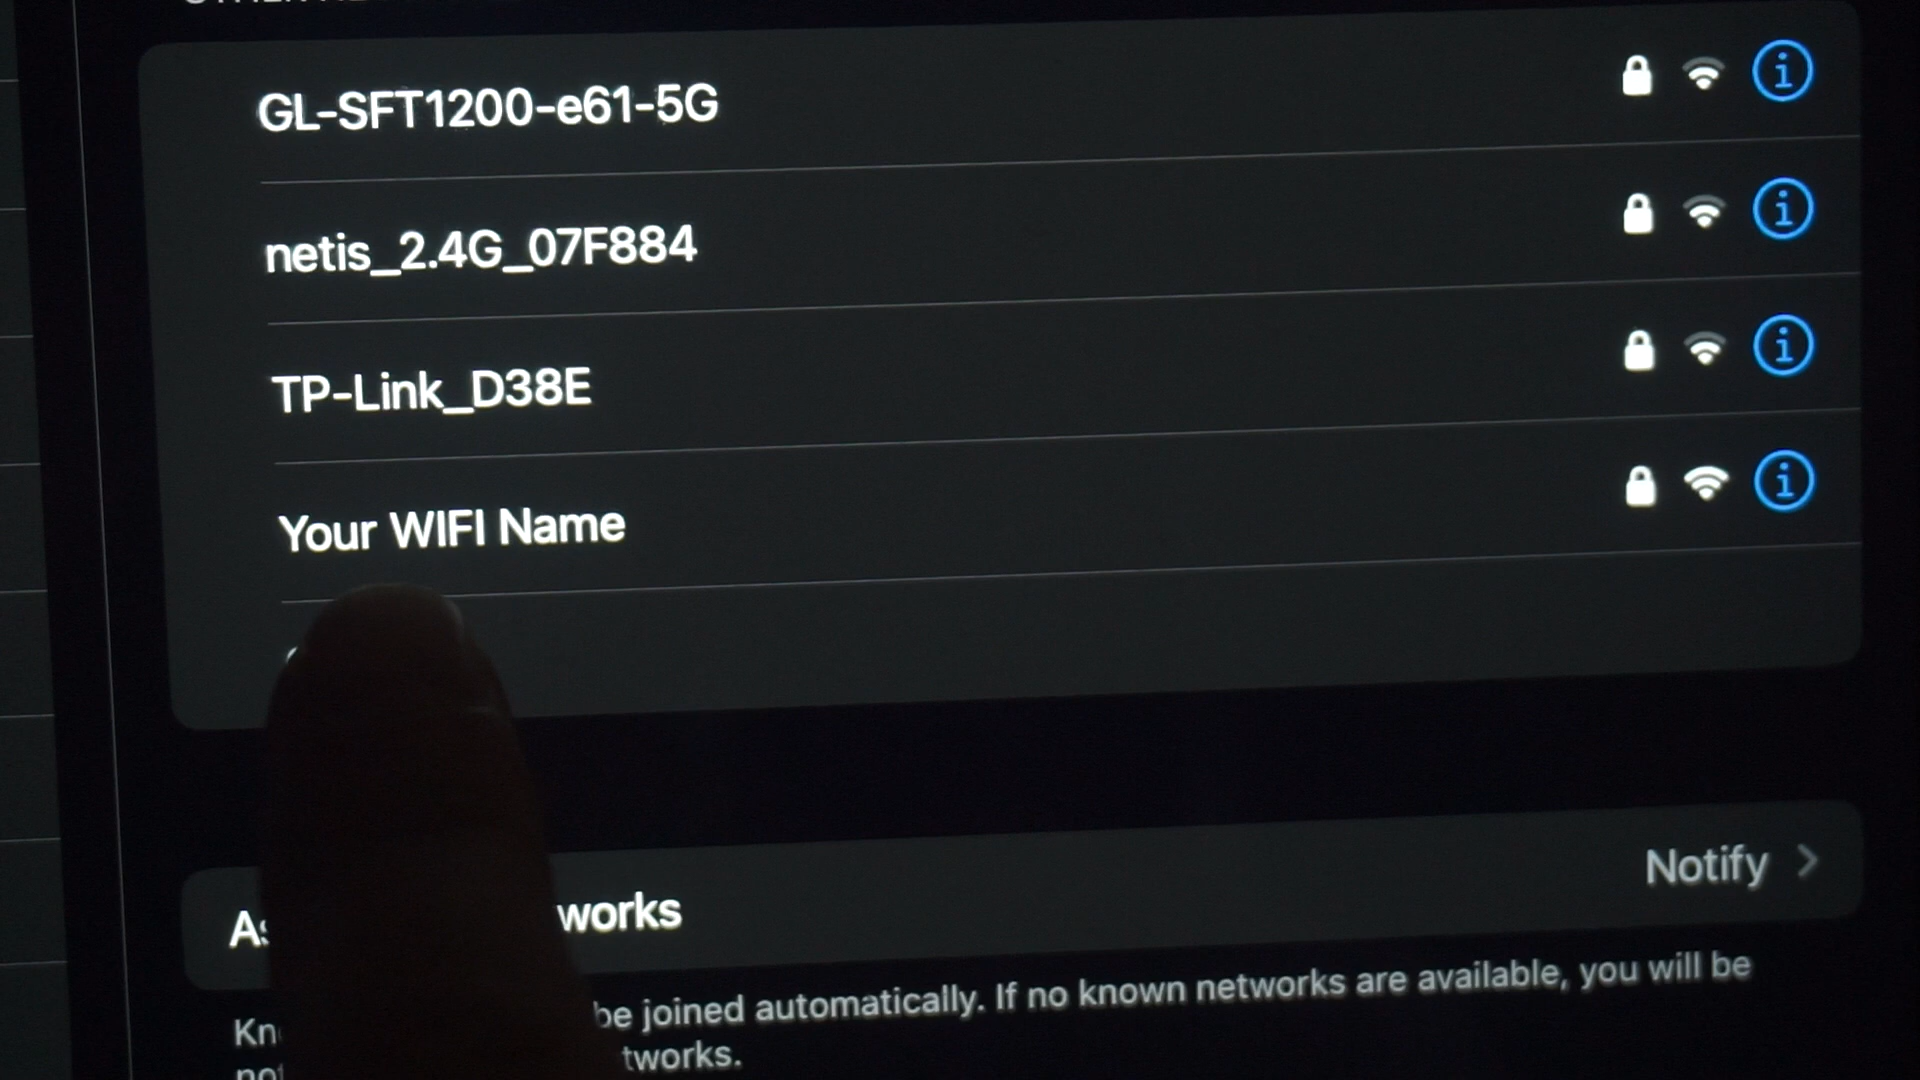 GL-SFT1200-e61-5G
netis_2.4G_07F884
TP-Link_D38E
Your WIFI Name
works
Notify
be joined automatically. If no known networks are available, you will be
tworks.